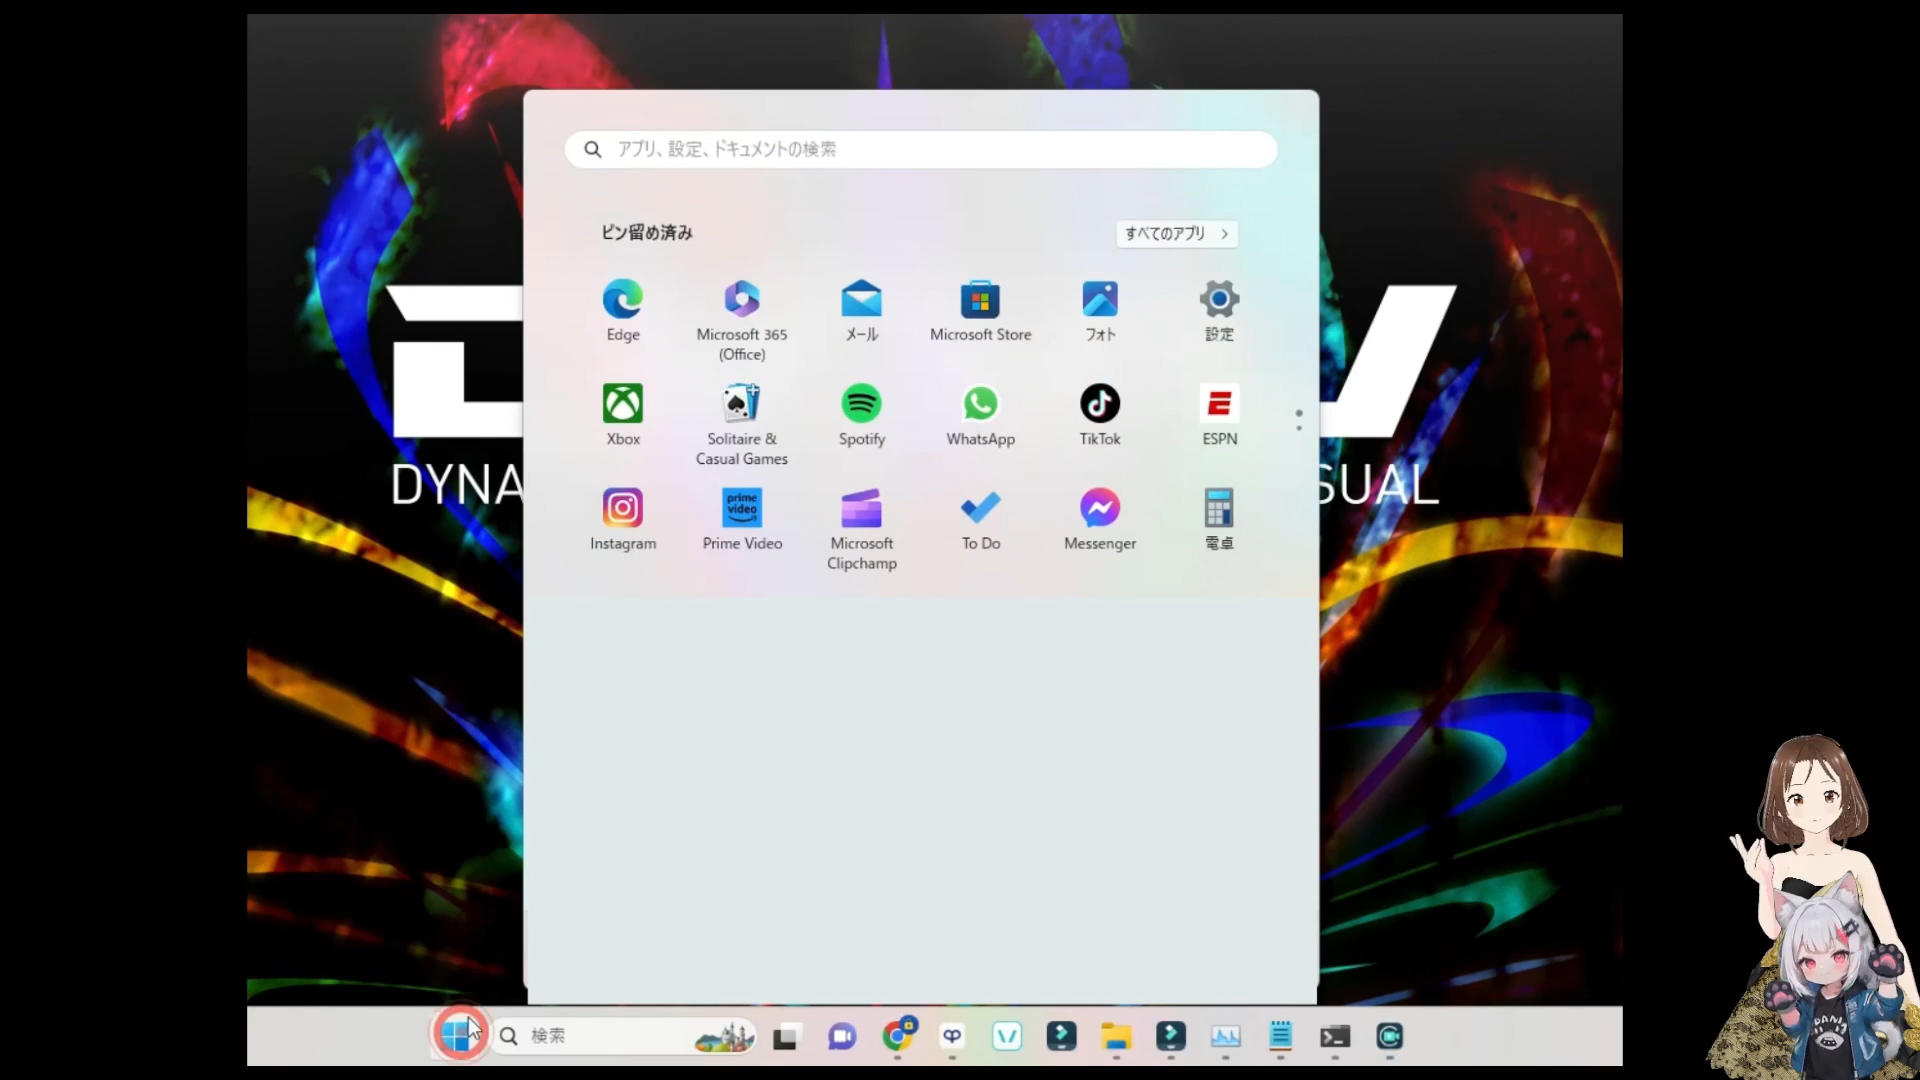 アプリ、設定、ドキュメントの検索
ピン留め済み
すべてのアプリ
Edge
Microsoft 365
(Office)
メール
Microsoft Store
フォト
設定
Xbox
Solitaire &
Casual Games
Spotify
WhatsApp
TikTok
ESPN
DYNA
SUAL
prime
video
Instagram
Prime Video
Microsoft
Clipchamp
To Do
Messenger
電卓
検索